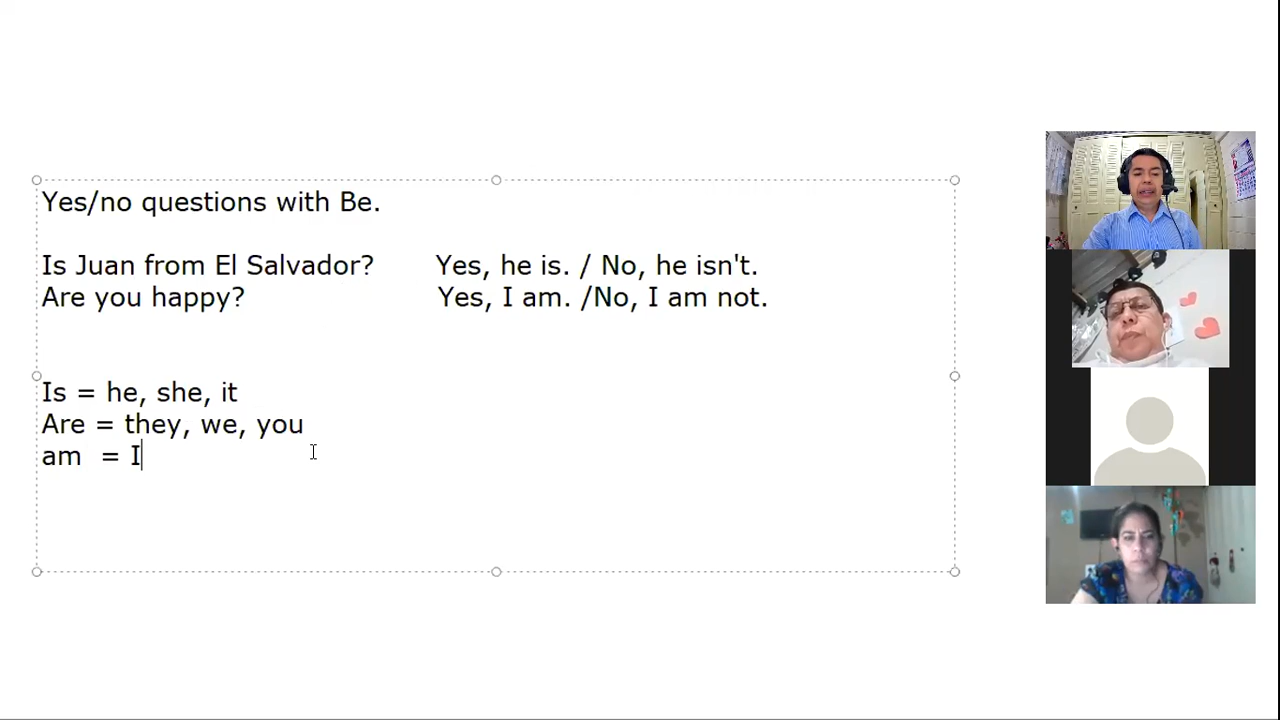 Yes/no questions with Be.
Is Juan from El Salvador? Yes, he is. / No, he isn't.
Are you happy? Yes, I am. /No, I am not.
Is = he, she, it
Are = they, we, you
am = I